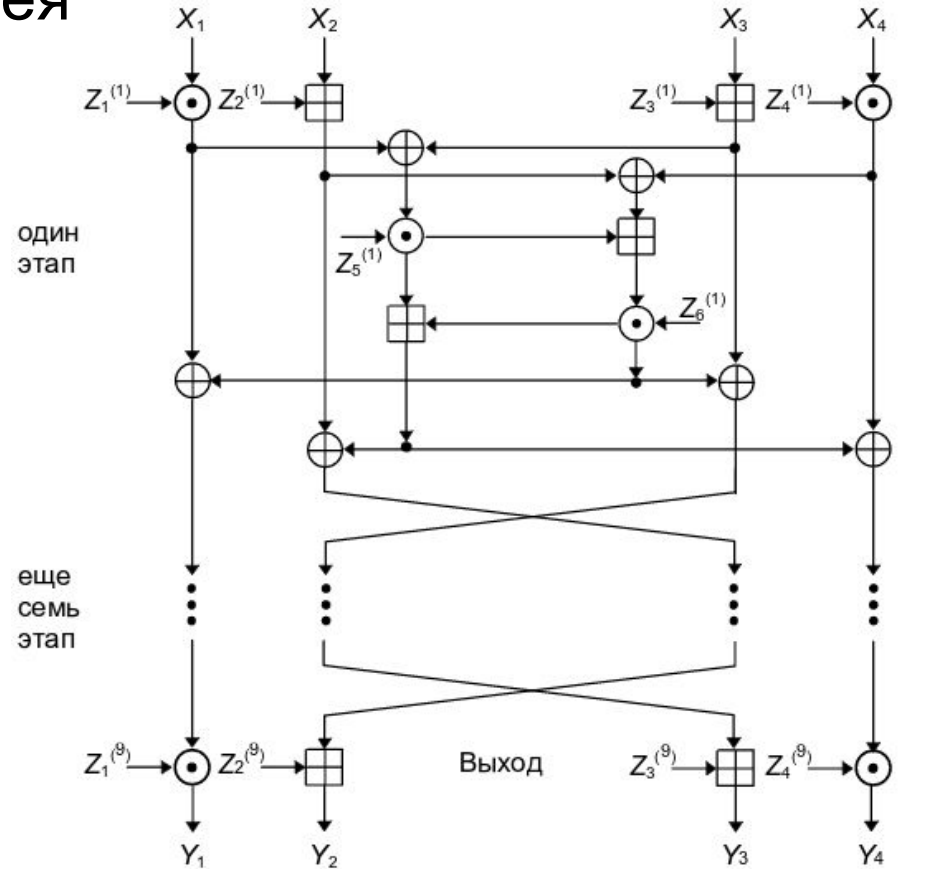 ея
X₁ X₂ X₃ X₄
Z₁⁽¹⁾ Z2⁽¹⁾ Z₃⁽¹⁾ Z₄⁽¹⁾
один
этап
Z₅⁽¹⁾
Z₆⁽¹⁾
еще
семь
этап
Z₁⁽⁹⁾ Z2⁽⁹⁾ Выход Z₃⁽⁹⁾ Z₄⁽⁹⁾
Y₁ Y₂ Y3 Y4